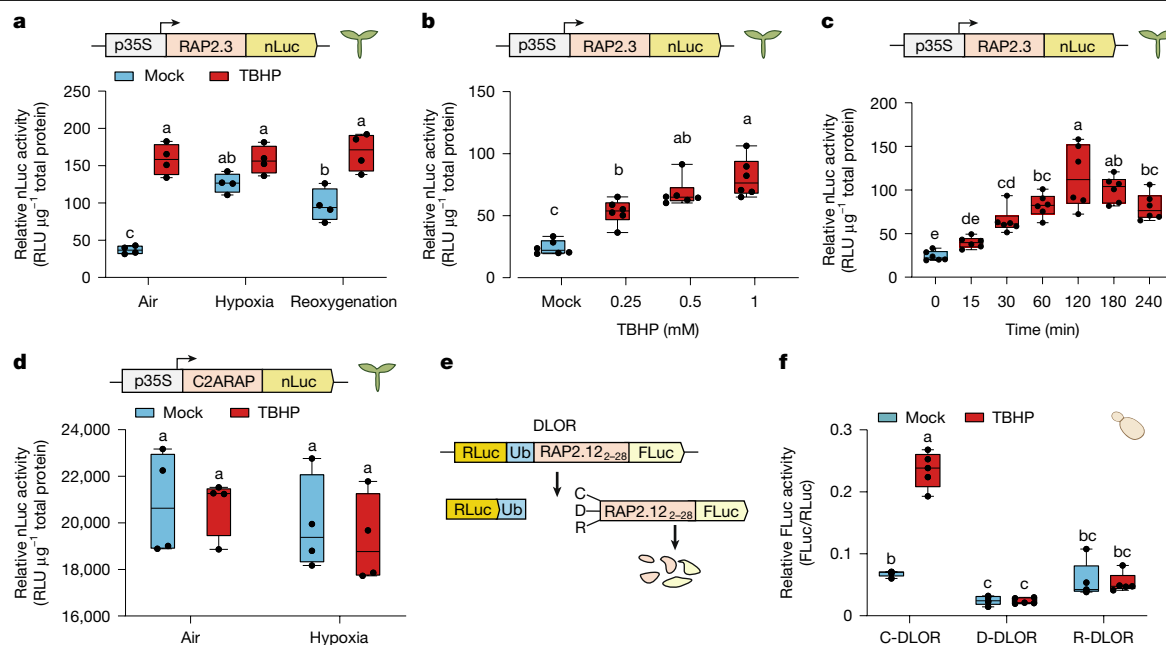 a
p35S RAP2.3 nLuc
Mock TBHP
Relative nLuc activity
(RLU μg⁻¹ total protein)
250
200
150
100
50
0
a
a
a
ab
b
c
Air Hypoxia Reoxygenation
b
p35S RAP2.3 nLuc
Relative nLuc activity
(RLU μg⁻¹ total protein)
150
100
50
0
c
b
ab
a
Mock 0.25 0.5 1
TBHP (mM)
c
p35S RAP2.3 nLuc
Relative nLuc activity
(RLU μg⁻¹ total protein)
200
150
100
50
0
e
de
cd
bc
a
ab
bc
0 15 30 60 120 180 240
Time (min)
d
p35S C2ARAP nLuc
Mock TBHP
Relative nLuc activity
(RLU μg⁻¹ total protein)
24,000
22,000
20,000
18,000
16,000
a
a
a
a
Air Hypoxia
e
DLOR
RLuc Ub RAP2.12₂₋₂₈ FLuc
RLuc Ub
C
D
R
RAP2.12₂₋₂₈ FLuc
f
Mock TBHP
Relative FLuc activity
(FLuc/RLuc)
0.3
0.2
0.1
0
b
a
c
c
bc
bc
C-DLOR D-DLOR R-DLOR